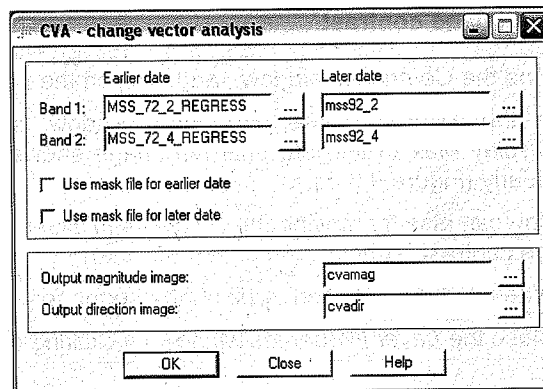 CVA - change vector analysis
Earlier date Later date
Band 1: MSS_72_2_REGRESS ... mss92_2 ...
Band 2: MSS_72_4_REGRESS ... mss92_4 ...
Use mask file for earlier date
Use mask file for later date
Output magnitude image: cvamag ...
Output direction image: cvadir ...
OK Close Help